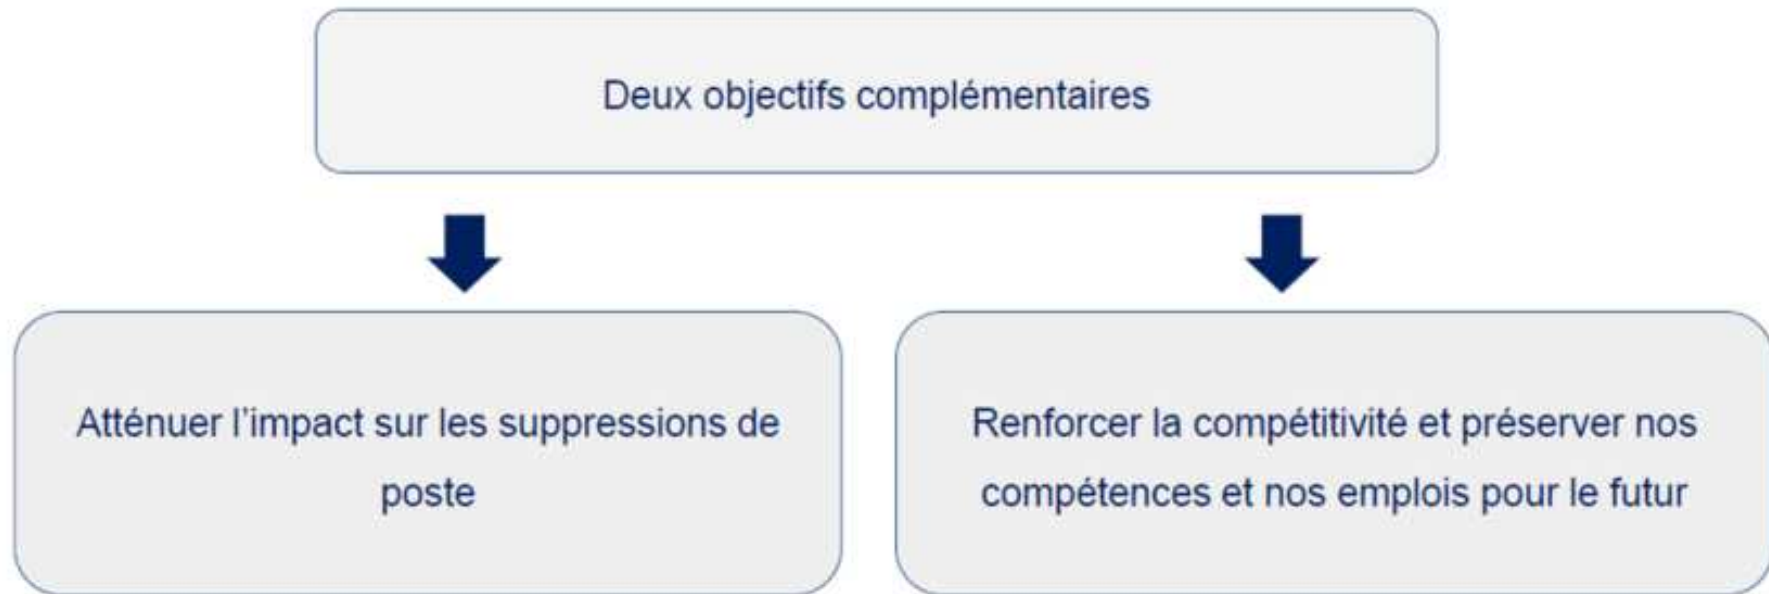 Deux objectifs complémentaires
Atténuer l'impact sur les suppressions de
poste
Renforcer la compétitivité et préserver nos
compétences et nos emplois pour le futur